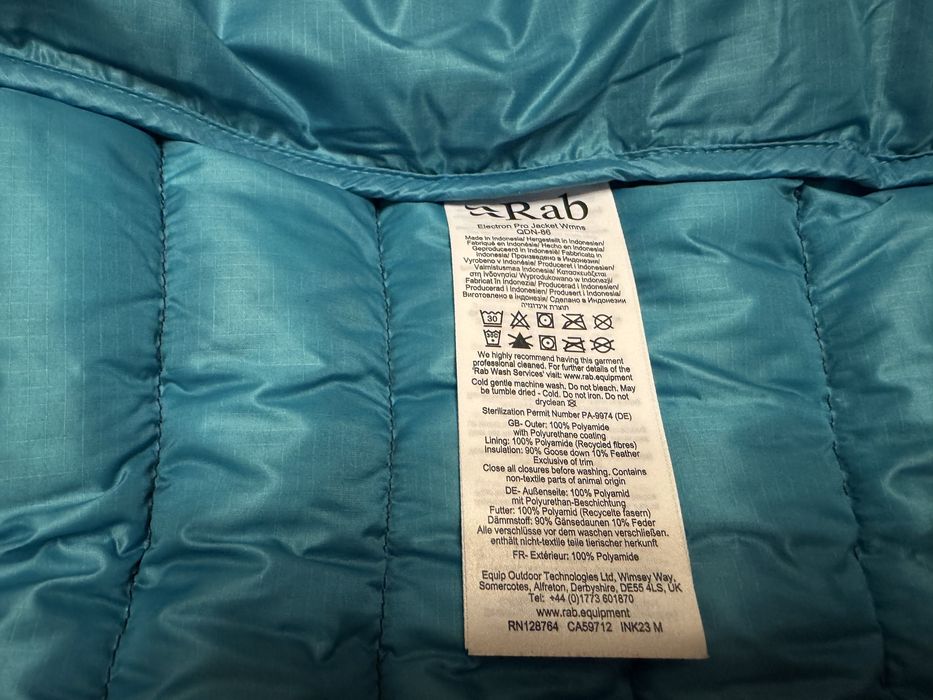 Rab
Electron Pro Jacket Wmns
QDN-86
Made in Indonesia/ Hergestellt in Indonesien/
Fabriqué en Indonésie/ Hecho en Indonesia/
Geproduceerd in Indonesië/ Fabbricato in
Indonesia/ Произведено в Индонезии/
Vyrobeno v Indonésie/ Produceret i Indonesien/
Valmistusmaa Indonesia/ Κατασκευάζεται
στη Ινδονησία/ Wyprodukowano w Indonezji/
Fabricat în Indonezia/ Producerad i Indonesien/
Producerad i Indonesien/ Produsert i Indonesia/
Виготовлено в Індонезія/ Сделано в Индонезии
תוצרת אינדונזיה
30
We highly recommend having this garment
professional cleaned. For further details of the
'Rab Wash Services' visit: www.rab.equipment
Cold gentle machine wash. Do not bleach. May
be tumble dried - Cold. Do not iron. Do not
dryclean
Sterilization Permit Number PA-9974 (DE)
GB- Outer: 100% Polyamide
with Polyurethane coating
Lining: 100% Polyamide (Recycled fibres)
Insulation: 90% Goose down 10% Feather
Exclusive of trim
Close all closures before washing. Contains
non-textile parts of animal origin
DE- Außenseite: 100% Polyamid
mit Polyurethan-Beschichtung
Futter: 100% Polyamid (Recycelte fasern)
Dämmstoff: 90% Gänsedaunen 10% Feder
Alle verschlüsse vor dem waschen verschließen.
enthält nicht-textile teile tierischer herkunft
FR- Extérieur: 100% Polyamide
Equip Outdoor Technologies Ltd, Wimsey Way,
Somercotes, Alfreton, Derbyshire, DE55 4LS, UK
Tel: +44 (0)1773 601870
www.rab.equipment
RN128764 CA59712 INK23 M